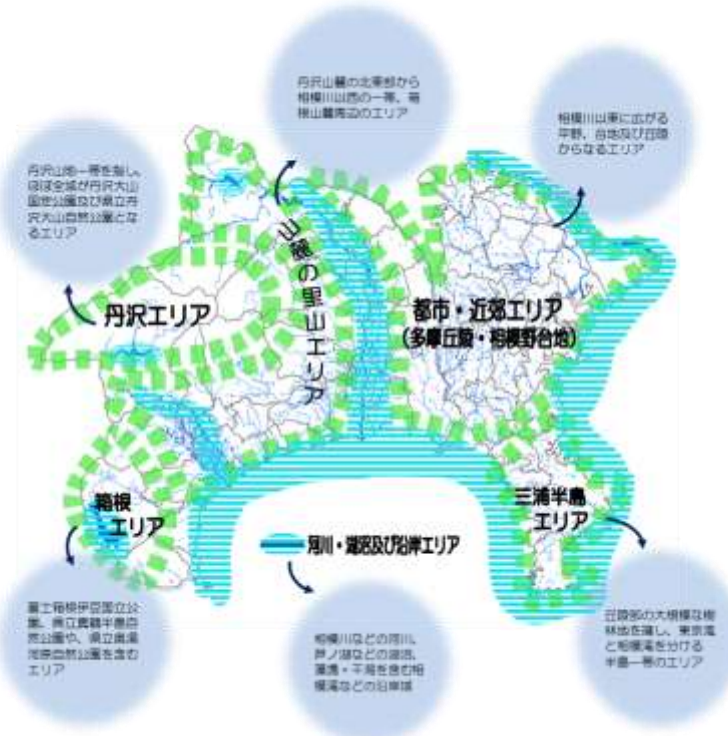 丹沢山麓の北東部から
相模川以西の一帯、箱
根山麓周辺のエリア
相模川以東に広がる
平野、台地及び丘陵
からなるエリア
丹沢山地一帯を指し、
ほぼ全域が丹沢大山
国定公園及び県立丹
沢大山自然公園とな
るエリア
山麓の里山エリア
丹沢エリア
都市・近郊エリア
(多摩丘陵・相模野台地)
箱根
エリア
三浦半島
エリア
河川・湖沼及び沿岸エリア
富士箱根伊豆国立公
園、県立真鶴半島自
然公園や、県立奥湯
河原自然公園を含む
エリア
相模川などの河川、
芦ノ湖などの湖沼、
藻場・干潟を含む相
模湾などの沿岸域
丘陵部の大規模な樹
林地を擁し、東京湾
と相模湾を分ける
半島一帯のエリア